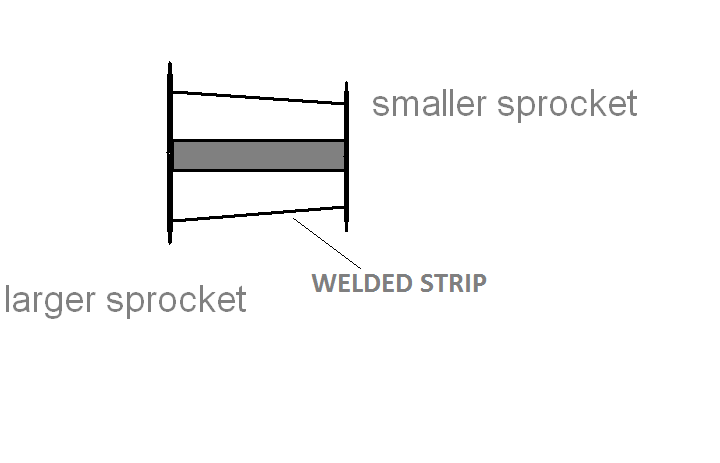 smaller sprocket
WELDED STRIP
larger sprocket